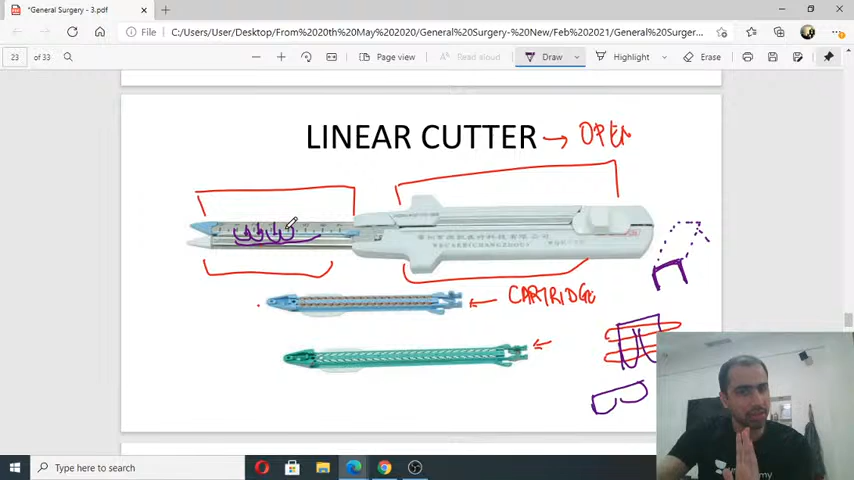 *General Surgery - 3.pdf
File
C:/Users/User/Desktop/From%2020th%20May%202020/General%20Surgery-%20New/Feb%202021/General%20Surger...
23 of 33
Page view
Read aloud
Draw
Highlight
Erase
LINEAR CUTTER → OPEN
CARTRIDGE
Type here to search